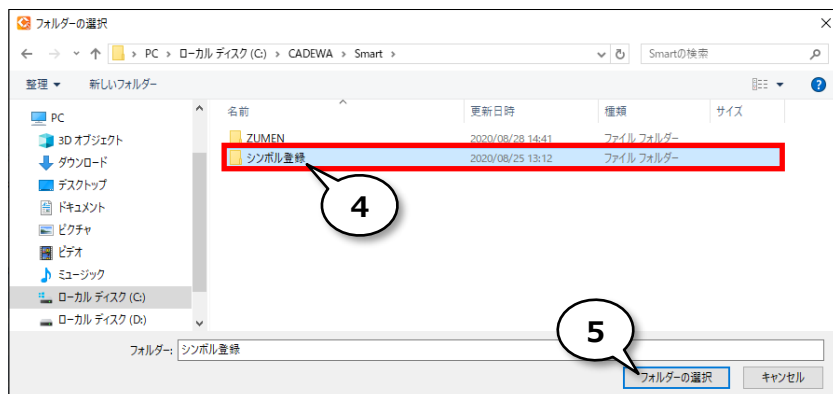 フォルダーの選択
PC > ローカル ディスク (C:) > CADEWA > Smart >
Smartの検索
整理 新しいフォルダー
名前 更新日時 種類 サイズ
PC
3D オブジェクト
ダウンロード
デスクトップ
ドキュメント
ピクチャ
ビデオ
ミュージック
ローカル ディスク (C:)
ローカル ディスク (D:)
ZUMEN 2020/08/28 14:41 ファイル フォルダー
シンボル登録 2020/08/25 13:12 ファイル フォルダー
4
5
フォルダー: シンボル登録
フォルダーの選択 キャンセル